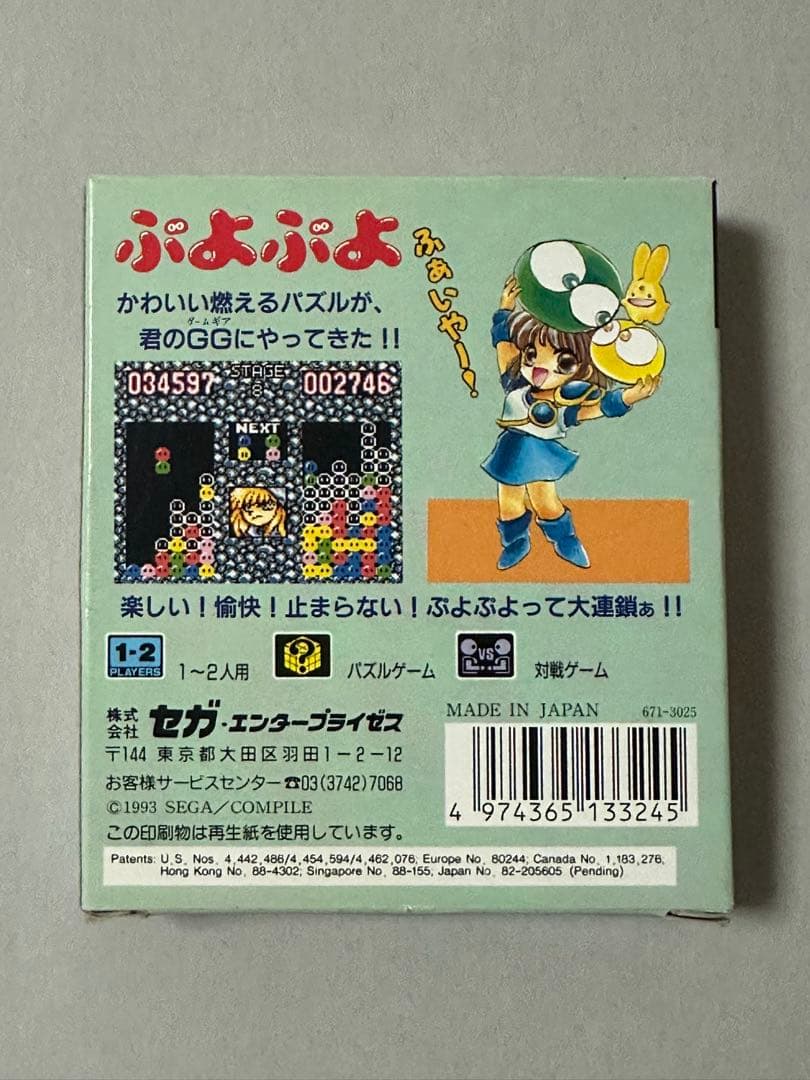 ぷよぷよ
かわいい燃えるパズルが、
ゲームギア
君のGGにやってきた!!
034597
STAGE
8
002746
NEXT
ふぁいやー!
楽しい!愉快!止まらない!ぷよぷよって大連鎖ぁ!!
1-2
PLAYERS
1~2人用
?
パズルゲーム
VS
対戦ゲーム
株式会社 セガ・エンタープライゼス
〒144 東京都大田区羽田1-2-12
お客様サービスセンター☎03(3742)7068
©1993 SEGA/COMPILE
この印刷物は再生紙を使用しています。
MADE IN JAPAN 671-3025
4 974365 133245
Patents: U.S. Nos. 4,442,486/4,454,594/4,462,076; Europe No. 80244; Canada No. 1,183,276;
Hong Kong No. 88-4302; Singapore No. 88-155; Japan No. 82-205605 (Pending)